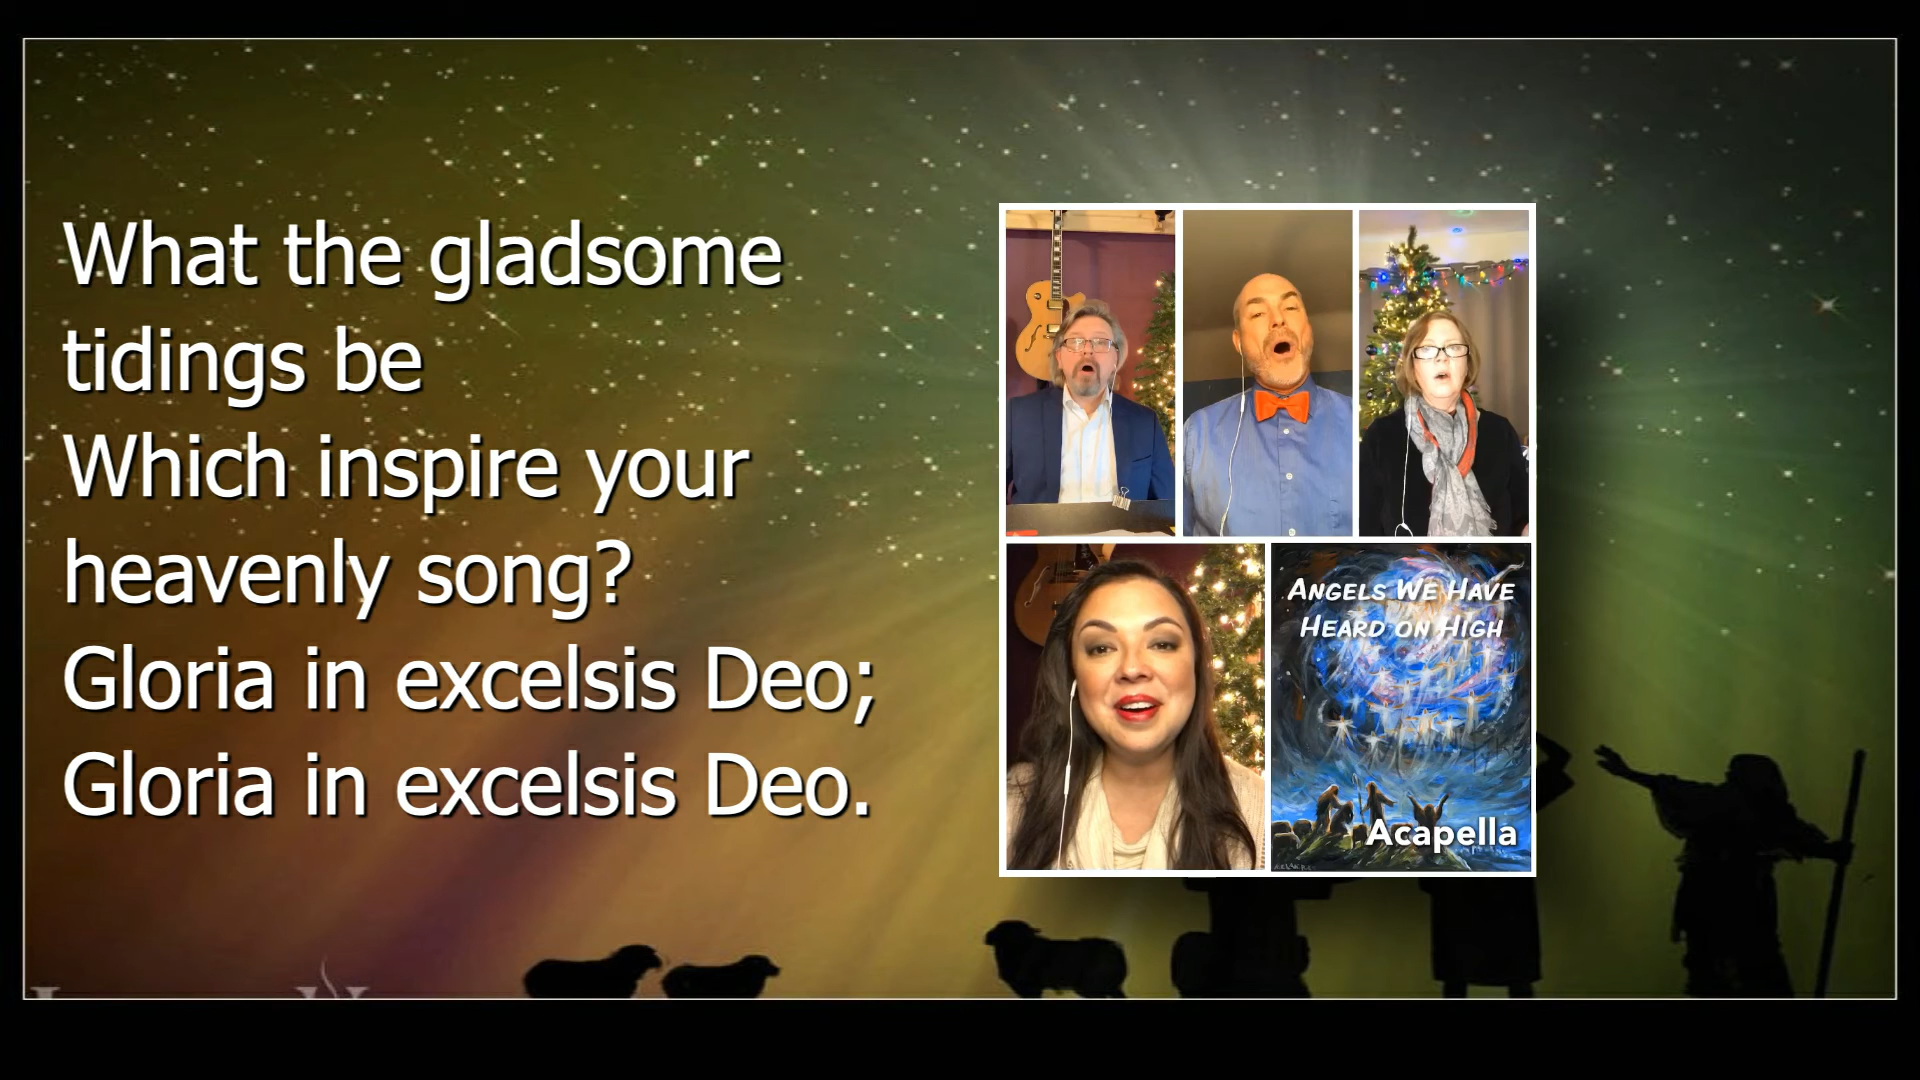 What the gladsome
tidings be
Which inspire your
heavenly song?
Gloria in excelsis Deo;
Gloria in excelsis Deo.
ANGELS WE HAVE
HEARD ON HIGH
Acapella